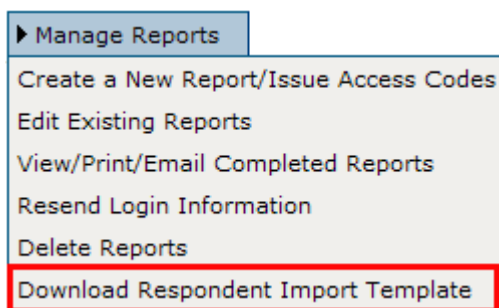 Manage Reports
Create a New Report/Issue Access Codes
Edit Existing Reports
View/Print/Email Completed Reports
Resend Login Information
Delete Reports
Download Respondent Import Template